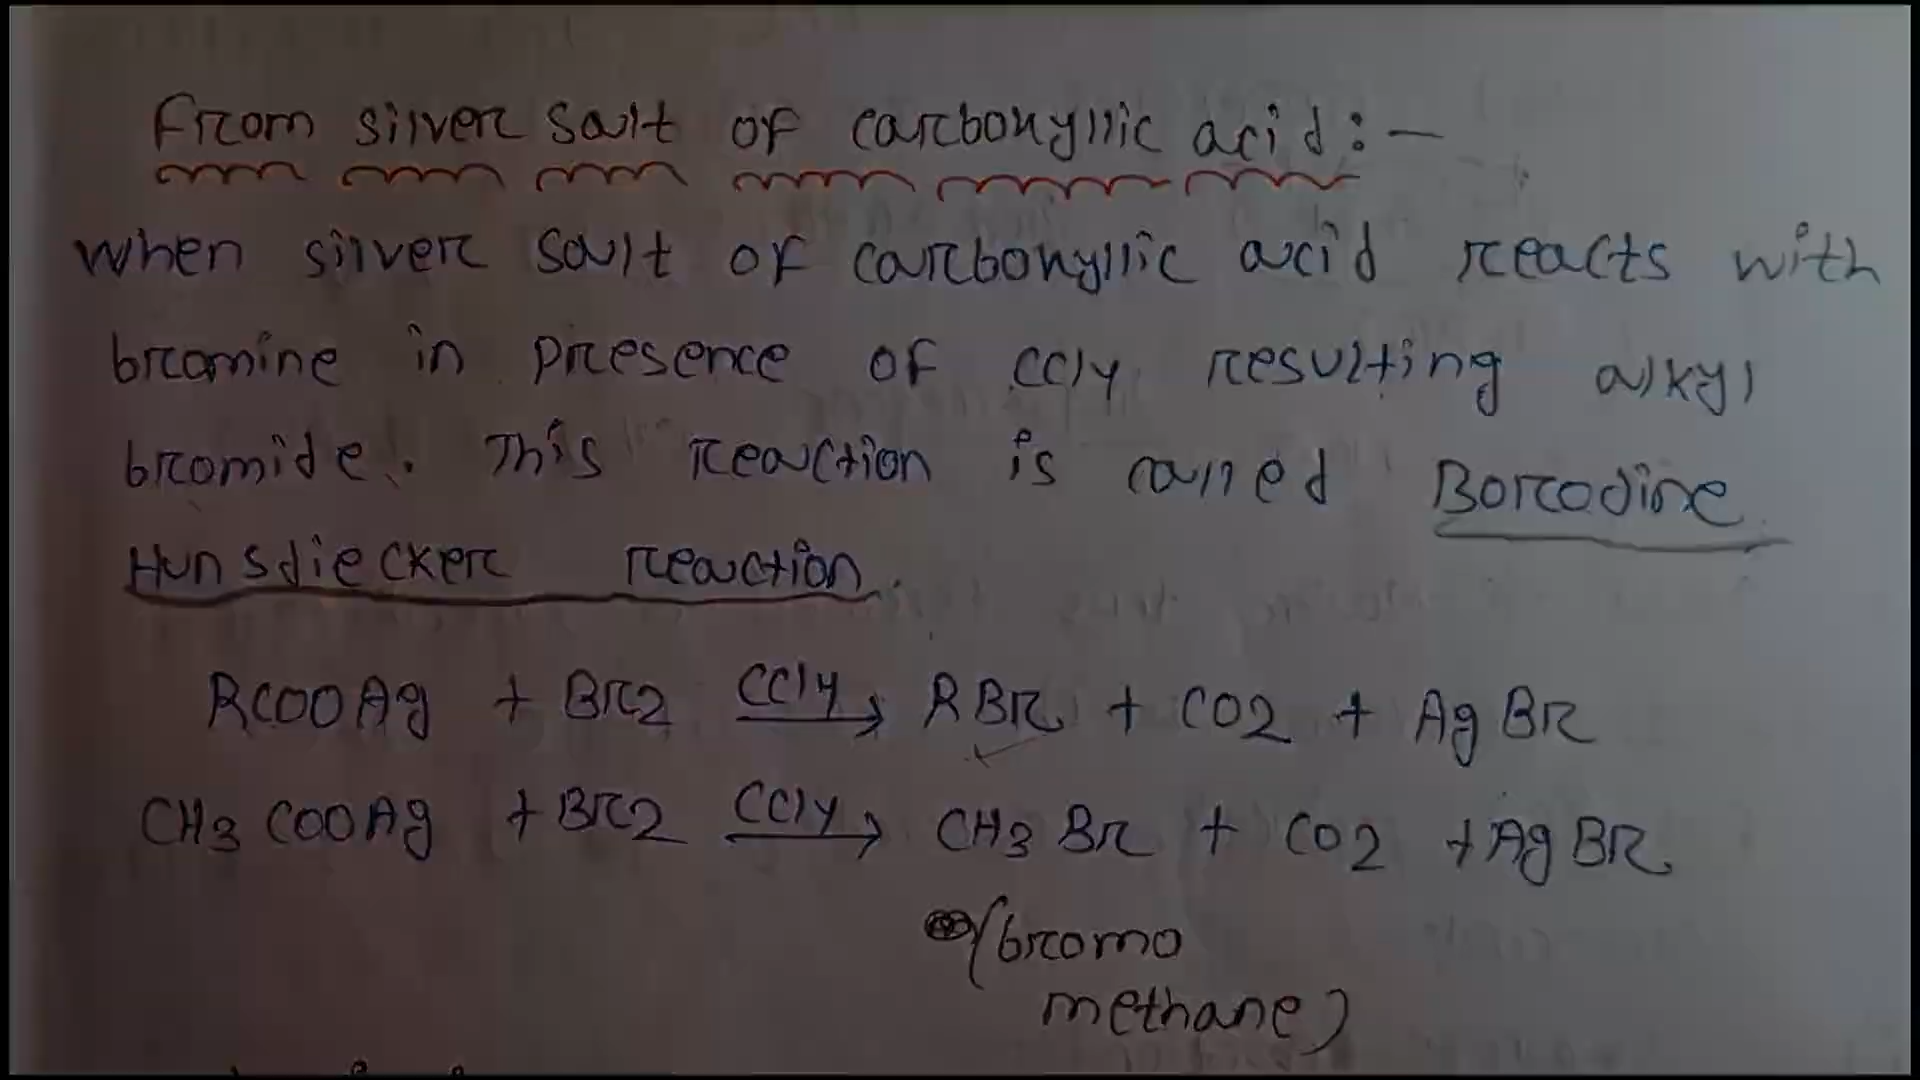 From silver salt of carboxyllic acid:-
When silver salt of carboxyllic acid reacts with
bromine in presence of CCl4 resulting alkyl
bromide. This reaction is called Borodine
Hunsdiecker reaction.
RCOOAg + Br2 CCl4→ RBr + CO2 + AgBr
CH3COOAg + Br2 CCl4→ CH3Br + CO2 + AgBr
(bromo
methane)